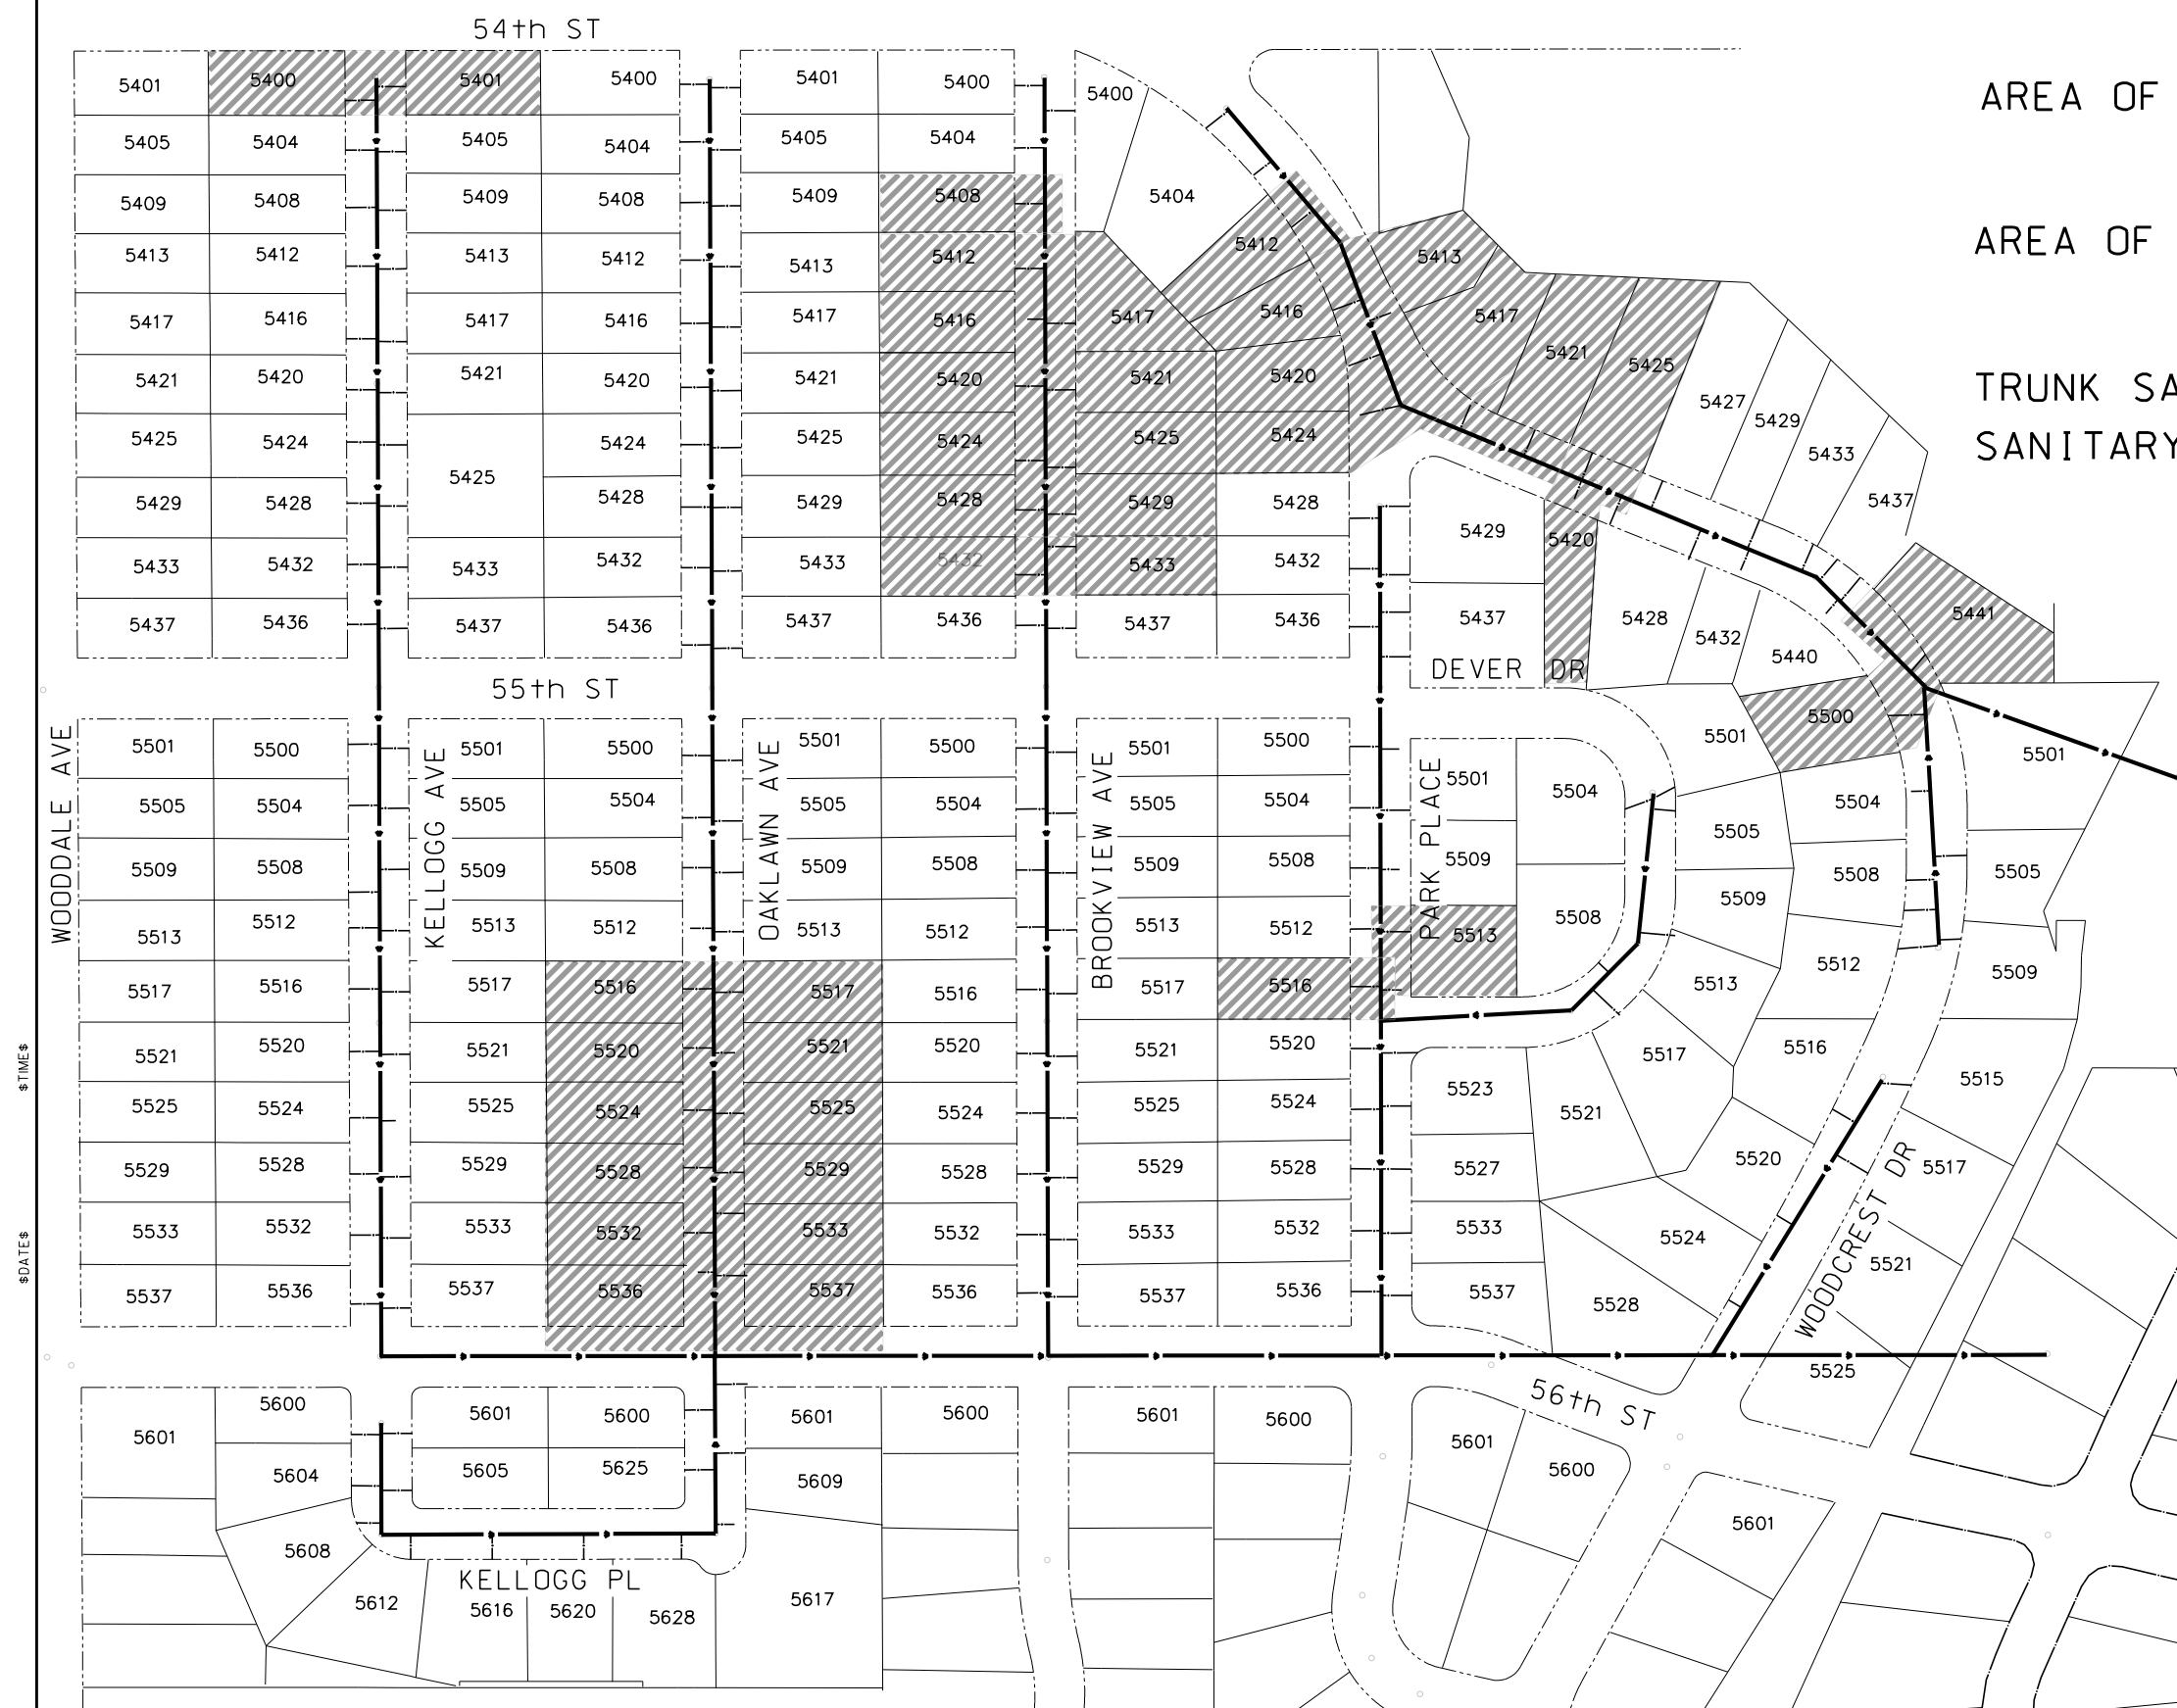 54th ST
AREA OF
AREA OF
TRUNK SA
SANITARY
5401 5400 5401 5400 5401 5400 5400
5405 5404 5405 5404 5405 5404 5404
5409 5408 5409 5408 5409 5408
5413 5412 5413 5412 5413 5412 5412 5413
5417 5416 5417 5416 5417 5416 5417 5416 5417
5421 5420 5421 5420 5421 5420 5421 5420 5421 5425
5425 5424 5425 5424 5425 5424 5425 5424 5427 5429 5433 5437
5429 5428 5428 5429 5428 5429 5428 5429 5420
5433 5432 5433 5432 5433 5432 5433 5432
5437 5436 5437 5436 5437 5436 5437 5436 5437 5428 5432 5440 5441
55th ST
DEVER DR
WOODDALE AVE
KELLOGG AVE
OAKLAWN AVE
BROOKVIEW AVE
PARK PLACE
5501 5500 5501 5500 5501 5500 5501 5500 5501 5504 5501 5500 5501
5505 5504 5505 5504 5505 5504 5505 5504 5505 5504
5509 5508 5509 5508 5509 5508 5509 5508 5509 5508 5509 5508 5505
5513 5512 5513 5512 5513 5512 5513 5512 5513 5513 5512 5509
5517 5516 5517 5516 5517 5516 5517 5516
5521 5520 5521 5520 5521 5520 5521 5520 5517 5516
5525 5524 5525 5524 5525 5524 5525 5524 5523 5521 5515
5529 5528 5529 5528 5529 5528 5529 5528 5527 5520 5517
5533 5532 5533 5532 5533 5532 5533 5532 5533 5524 5521
5537 5536 5537 5536 5537 5536 5537 5536 5537 5528
WOODCREST DR
5525
$TIME$
$DATE$
56th ST
5601 5600 5601 5600 5601 5600 5601 5600 5601 5600
5604 5605 5625 5609 5601
5608
KELLOGG PL
5612 5616 5620 5628 5617